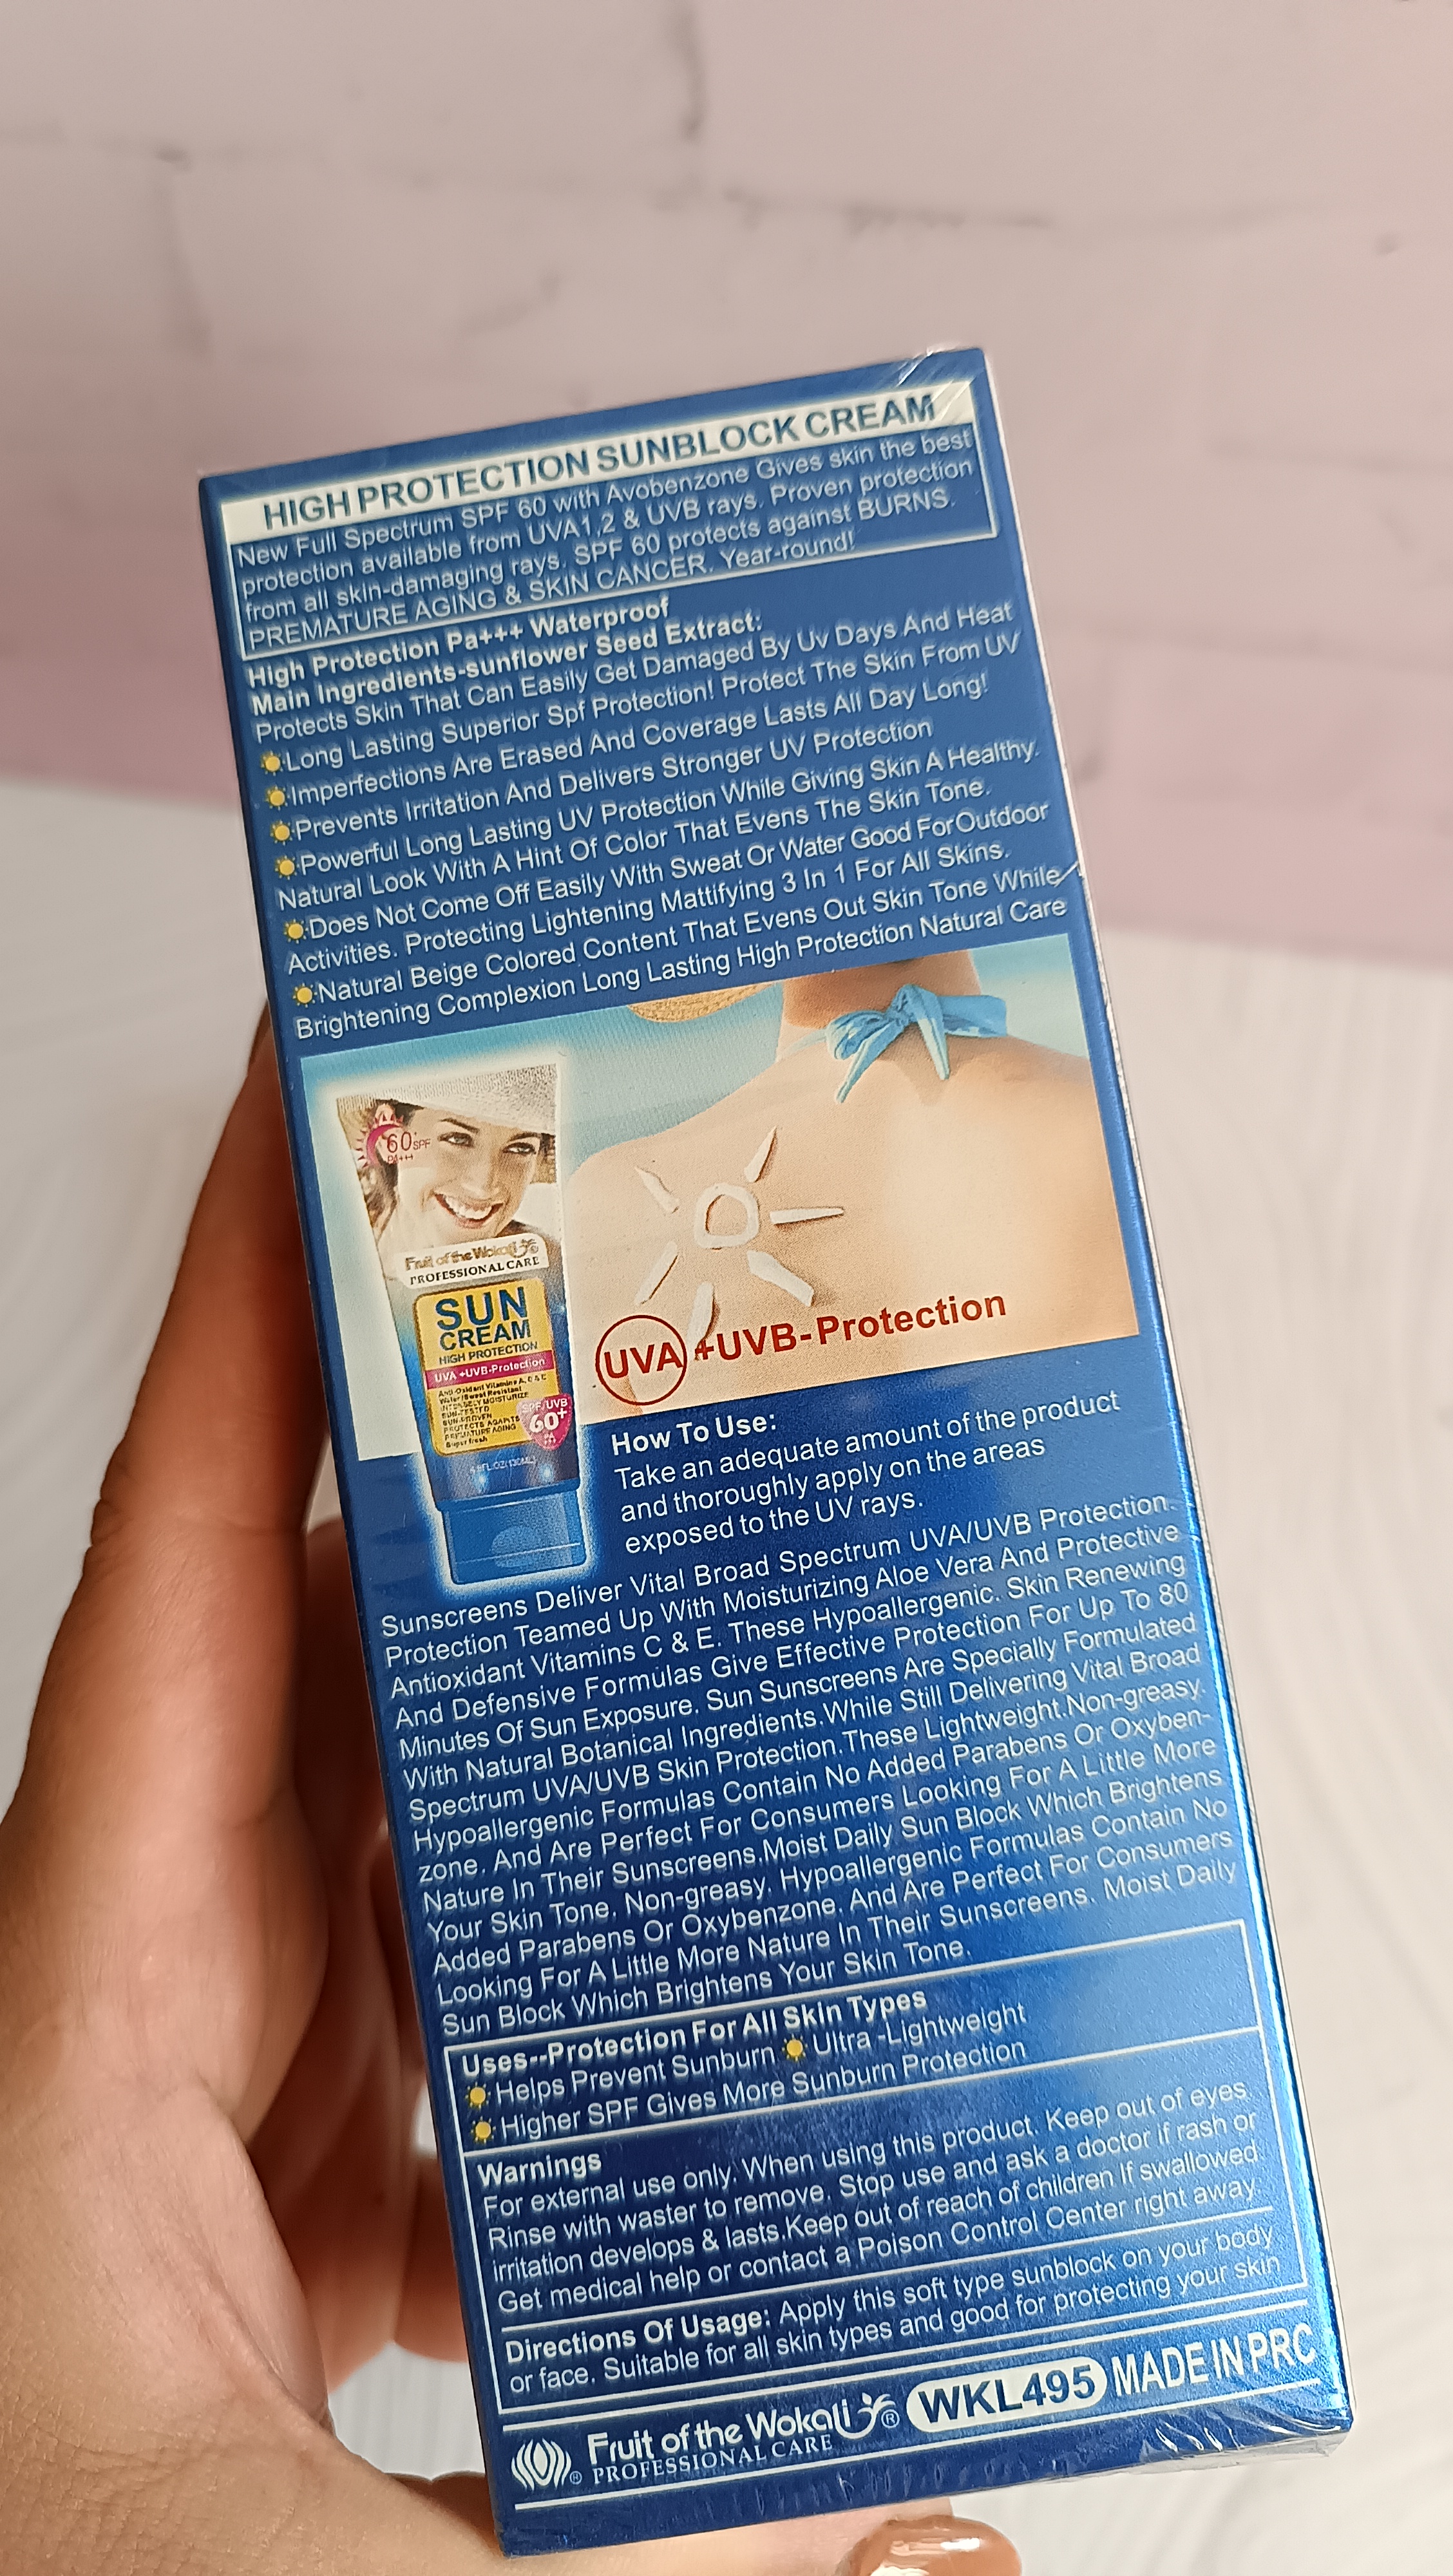 HIGH PROTECTION SUNBLOCK CREAM
New Full Spectrum SPF 60 with Avobenzone Gives skin the best
protection available from UVA1,2 & UVB rays. Proven protection
from all skin-damaging rays. SPF 60 protects against BURNS.
PREMATURE AGING & SKIN CANCER. Year-round!
High Protection Pa+++ Waterproof
Main Ingredients-sunflower Seed Extract:
Protects Skin That Can Easily Get Damaged By Uv Days And Heat
Long Lasting Superior Spf Protection! Protect The Skin From UV
Imperfections Are Erased And Coverage Lasts All Day Long!
Prevents Irritation And Delivers Stronger UV Protection
Powerful Long Lasting UV Protection While Giving Skin A Healthy.
Natural Look With A Hint Of Color That Evens The Skin Tone.
Does Not Come Off Easily With Sweat Or Water Good ForOutdoor
Activities. Protecting Lightening Mattifying 3 In 1 For All Skins.
Natural Beige Colored Content That Evens Out Skin Tone While
Brightening Complexion Long Lasting High Protection Natural Care
60 SPF
PA+++
Fruit of the Wokali
PROFESSIONAL CARE
SUN
CREAM
HIGH PROTECTION
UVA +UVB-Protection
Anti-Oxidant Vitamins A, C & E
Water/Sweat Resistant
INTENSELY MOISTURIZE
SUN-TESTED
SUN-PROVEN
PROTECTS AGAINTS
PREMATURE AGING
Super fresh
SPF/UVB
60+
PA
UVA+UVB-Protection
How To Use:
Take an adequate amount of the product
and thoroughly apply on the areas
exposed to the UV rays.
Sunscreens Deliver Vital Broad Spectrum UVA/UVB Protection.
Protection Teamed Up With Moisturizing Aloe Vera And Protective
Antioxidant Vitamins C & E. These Hypoallergenic. Skin Renewing
And Defensive Formulas Give Effective Protection For Up To 80
Minutes Of Sun Exposure. Sun Sunscreens Are Specially Formulated
With Natural Botanical Ingredients.While Still Delivering Vital Broad
Spectrum UVA/UVB Skin Protection.These Lightweight.Non-greasy.
Hypoallergenic Formulas Contain No Added Parabens Or Oxyben-
zone. And Are Perfect For Consumers Looking For A Little More
Nature In Their Sunscreens.Moist Daily Sun Block Which Brightens
Your Skin Tone. Non-greasy. Hypoallergenic Formulas Contain No
Added Parabens Or Oxybenzone. And Are Perfect For Consumers
Looking For A Little More Nature In Their Sunscreens. Moist Daily
Sun Block Which Brightens Your Skin Tone.
Uses--Protection For All Skin Types
Helps Prevent Sunburn Ultra -Lightweight
Higher SPF Gives More Sunburn Protection
Warnings
For external use only. When using this product. Keep out of eyes.
Rinse with waster to remove. Stop use and ask a doctor if rash or
irritation develops & lasts.Keep out of reach of children If swallowed
Get medical help or contact a Poison Control Center right away.
Directions Of Usage: Apply this soft type sunblock on your body
or face. Suitable for all skin types and good for protecting your skin
Fruit of the Wokali ® WKL495 MADE IN PRC
® PROFESSIONAL CARE